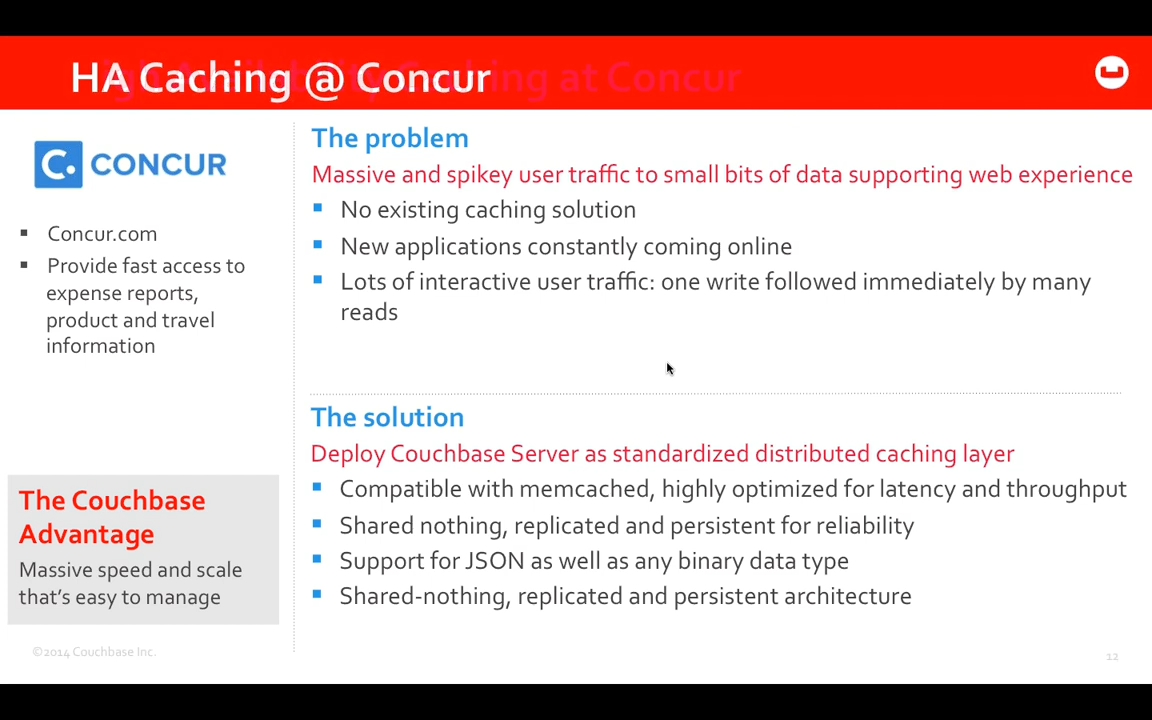 HA Caching @ Concur
CONCUR
Concur.com
Provide fast access to
expense reports,
product and travel
information
The Couchbase
Advantage
Massive speed and scale
that's easy to manage
The problem
Massive and spikey user traffic to small bits of data supporting web experience
No existing caching solution
New applications constantly coming online
Lots of interactive user traffic: one write followed immediately by many
reads
The solution
Deploy Couchbase Server as standardized distributed caching layer
Compatible with memcached, highly optimized for latency and throughput
Shared nothing, replicated and persistent for reliability
Support for JSON as well as any binary data type
Shared-nothing, replicated and persistent architecture
©2014 Couchbase Inc.
12